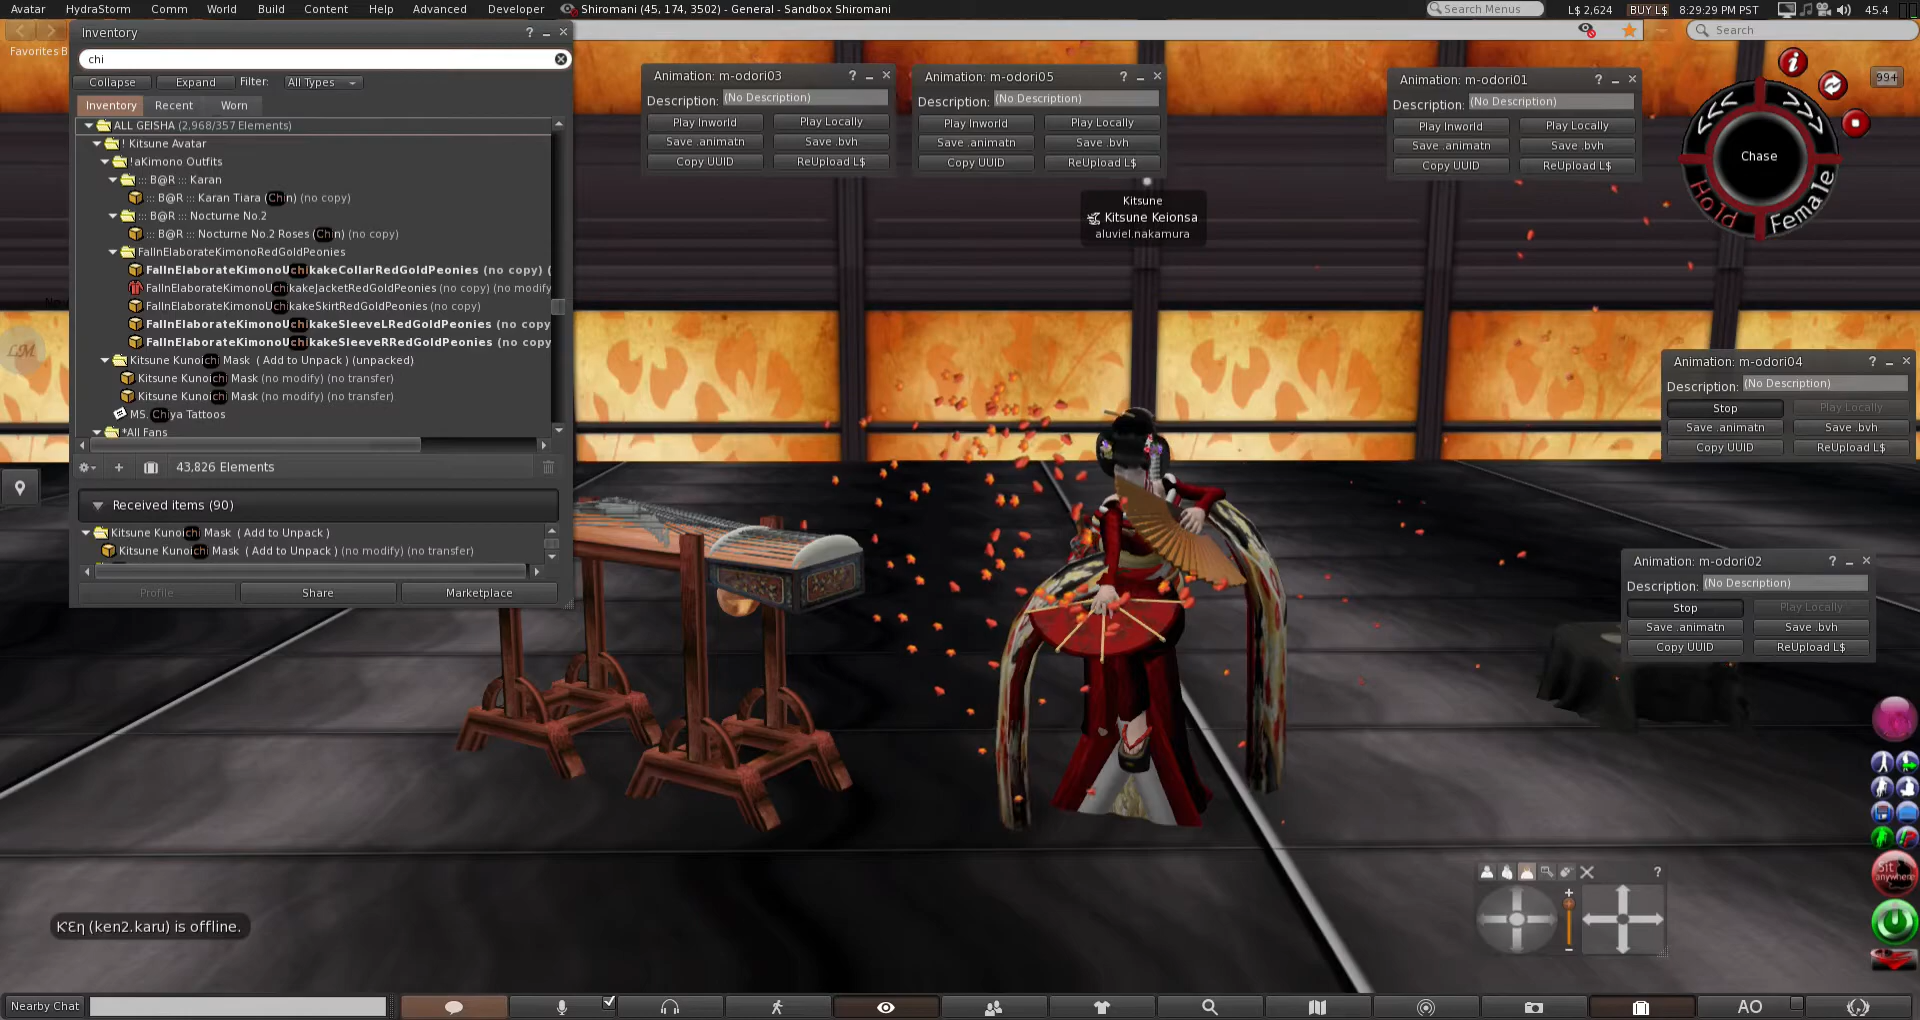 Avatar HydraStorm Comm World Build Content Help Advanced Developer Shiromani (45, 174, 3502) - General - Sandbox Shiromani Search Menus L$ 2,624 BUY L$ 8:29:29 PM PST 45.4
Favorites B Search
Inventory ?
chi
Collapse Expand Filter: All Types
Inventory Recent Worn
ALL GEISHA (2,968/357 Elements)
! Kitsune Avatar
!aKimono Outfits
::: B@R ::: Karan
::: B@R ::: Karan Tiara (Chin) (no copy)
::: B@R ::: Nocturne No.2
::: B@R ::: Nocturne No.2 Roses (Chin) (no copy)
FallnElaborateKimonoRedGoldPeonies
FallnElaborateKimonoUchikakeCollarRedGoldPeonies (no copy) (
FallnElaborateKimonoUchikakeJacketRedGoldPeonies (no copy) (no modify
FallnElaborateKimonoUchikakeSkirtRedGoldPeonies (no copy)
FallnElaborateKimonoUchikakeSleeveLRedGoldPeonies (no copy
FallnElaborateKimonoUchikakeSleeveRRedGoldPeonies (no copy
Kitsune Kunoichi Mask ( Add to Unpack ) (unpacked)
Kitsune Kunoichi Mask (no modify) (no transfer)
Kitsune Kunoichi Mask (no modify) (no transfer)
MS. Chiya Tattoos
*All Fans
43,826 Elements
Received items (90)
Kitsune Kunoichi Mask ( Add to Unpack )
Kitsune Kunoichi Mask ( Add to Unpack ) (no modify) (no transfer)
Profile Share Marketplace
LM
Animation: m-odori03 ?
Description: (No Description)
Play Inworld Play Locally
Save .animatn Save .bvh
Copy UUID ReUpload L$
Animation: m-odori05 ?
Description: (No Description)
Play Inworld Play Locally
Save .animatn Save .bvh
Copy UUID ReUpload L$
Animation: m-odori01 ?
Description: (No Description)
Play Inworld Play Locally
Save .animatn Save .bvh
Copy UUID ReUpload L$
99+
Chase
Hold Female
Kitsune
Kitsune Keionsa
aluviel.nakamura
Animation: m-odori04 ?
Description: (No Description)
Stop Play Locally
Save .animatn Save .bvh
Copy UUID ReUpload L$
Animation: m-odori02 ?
Description: (No Description)
Stop Play Locally
Save .animatn Save .bvh
Copy UUID ReUpload L$
Sit
anywhere
?
ƘƐη (ken2.karu) is offline.
Nearby Chat AO